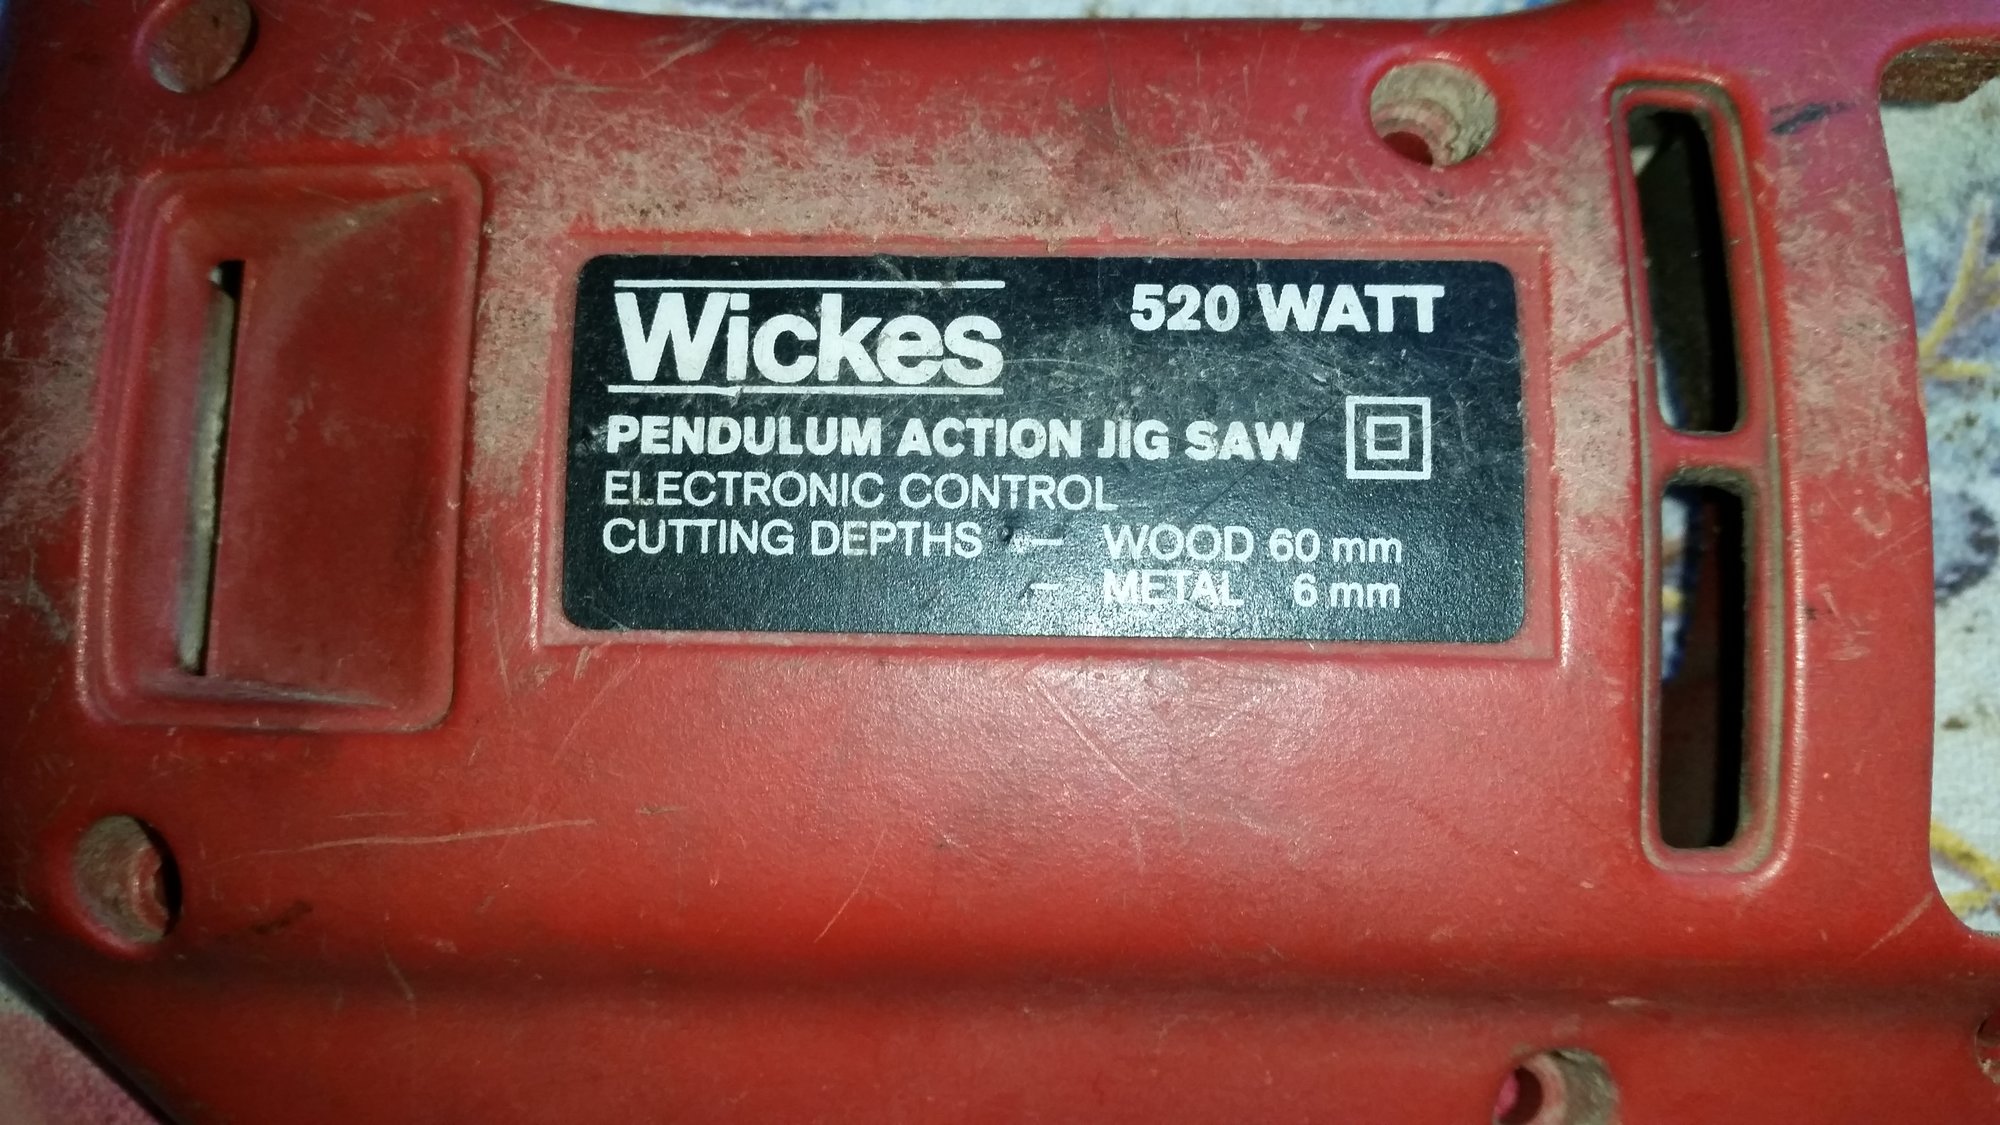 Wickes 520 WATT
PENDULUM ACTION JIG SAW
ELECTRONIC CONTROL
CUTTING DEPTHS - WOOD 60 mm
- METAL 6 mm